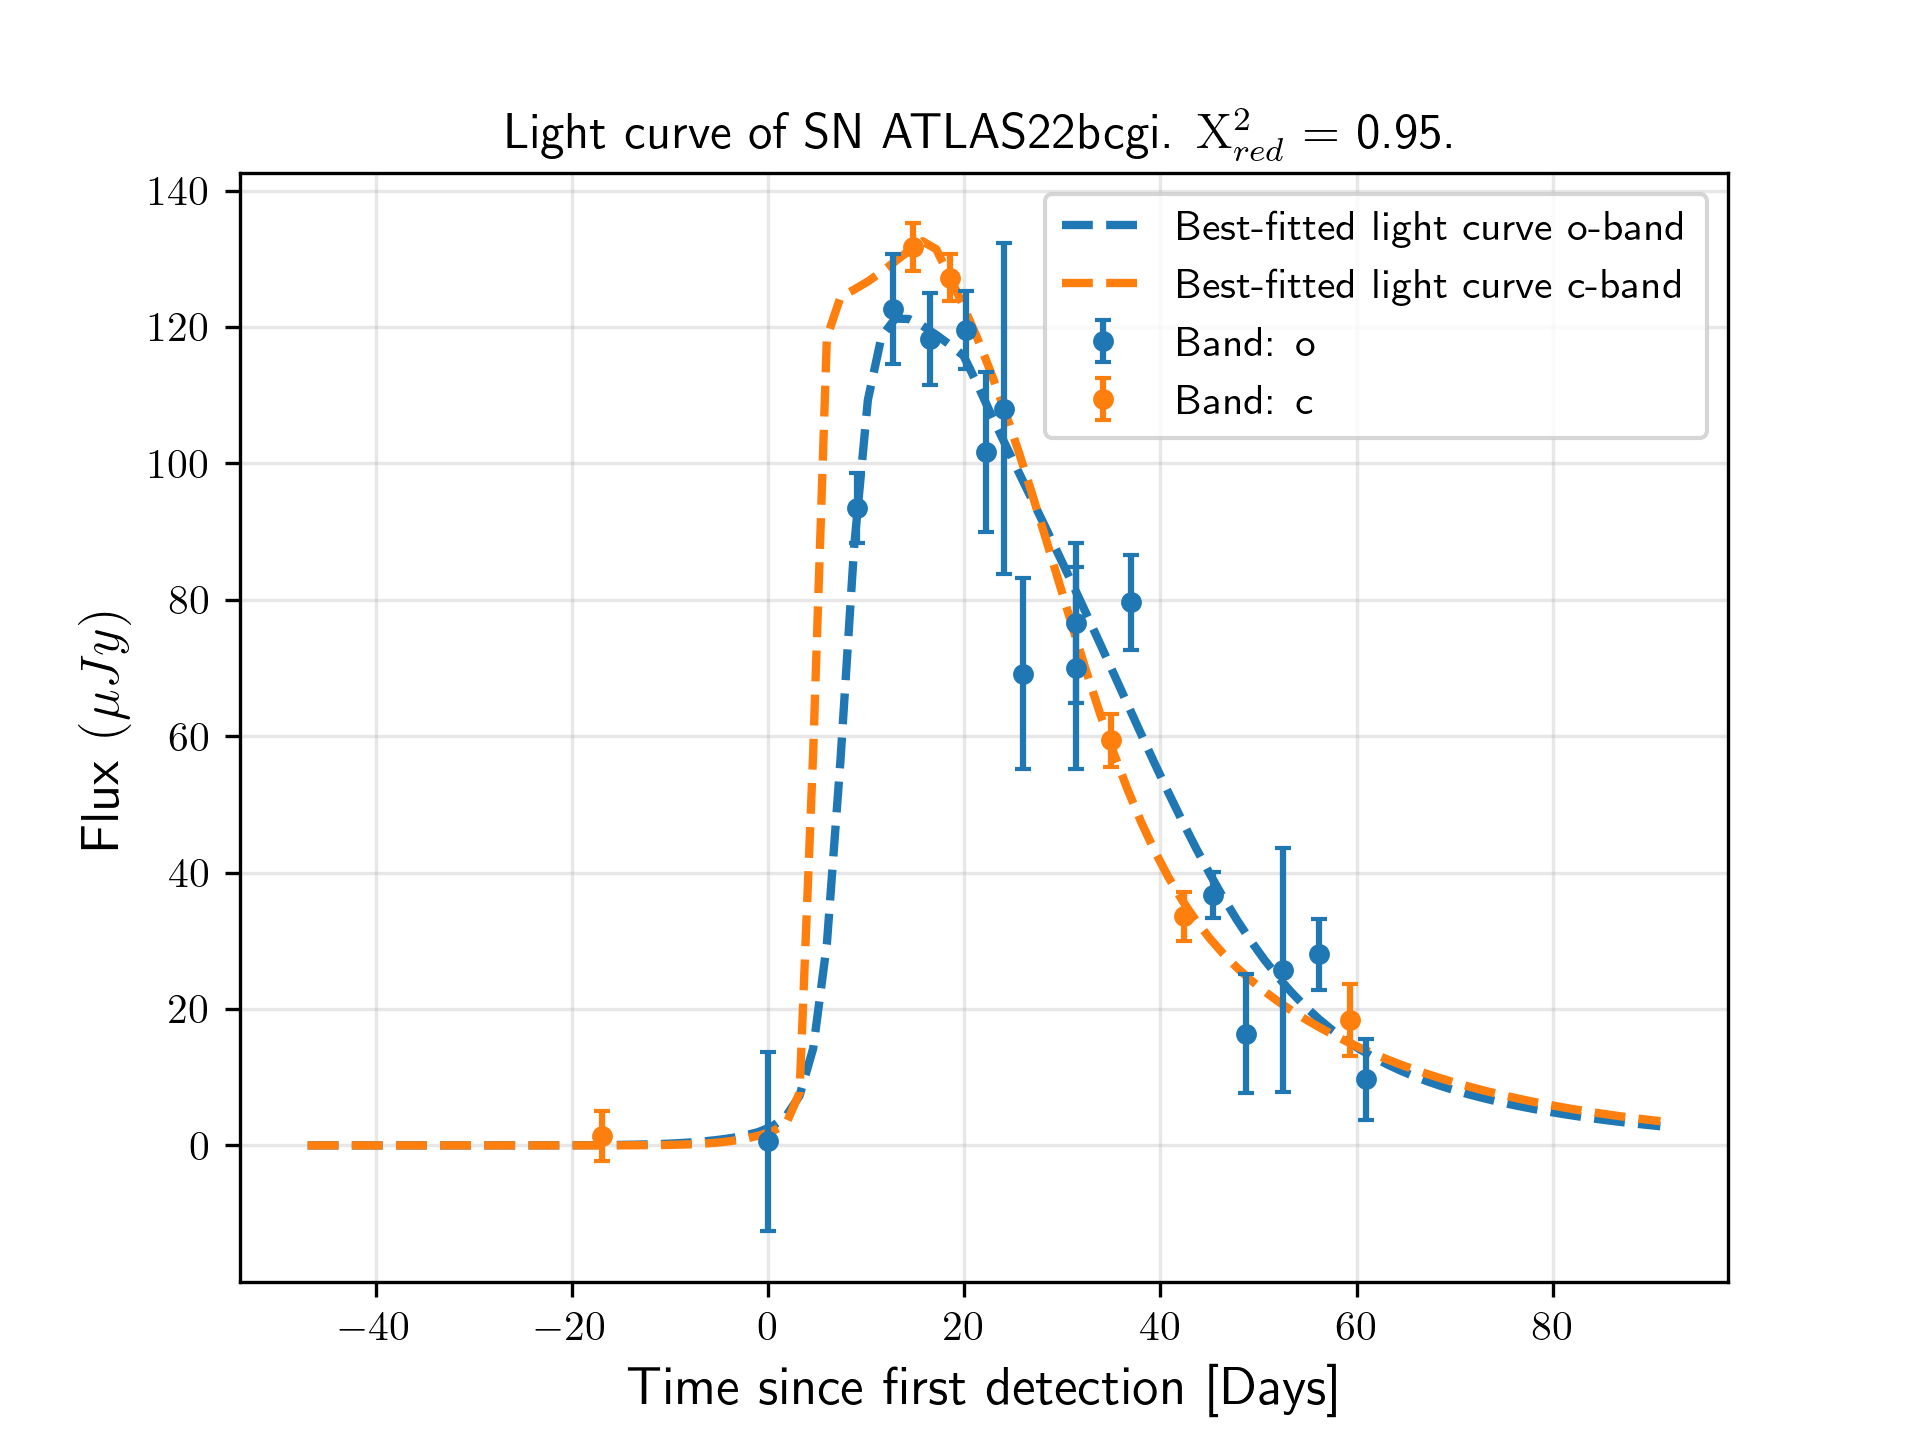 Light curve of SN ATLAS22bcgi. X²red = 0.95.
Best-fitted light curve o-band
Best-fitted light curve c-band
Band: o
Band: c
140
120
100
80
60
40
20
0
Flux (μJy)
−40 −20 0 20 40 60 80
Time since first detection [Days]